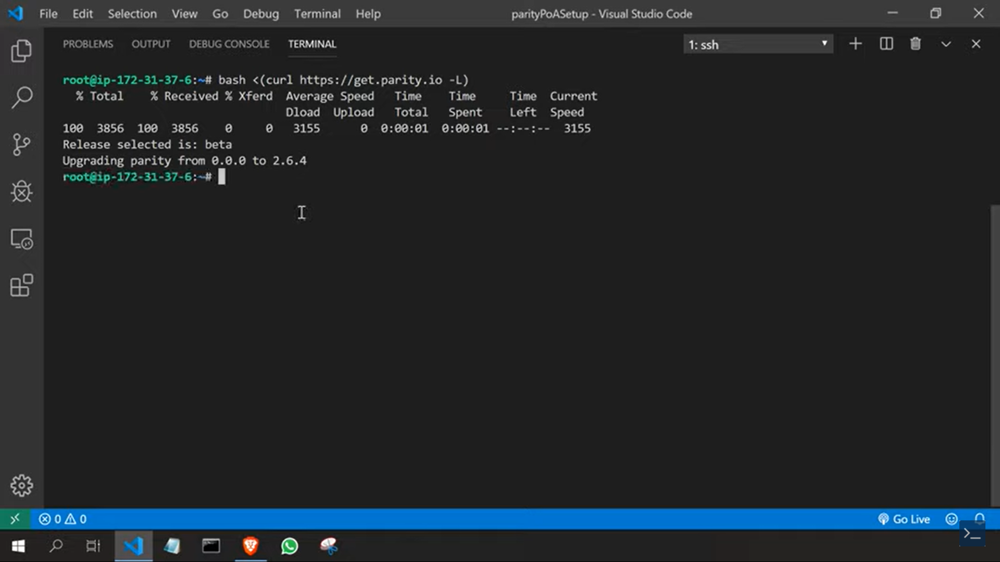 File Edit Selection View Go Debug Terminal Help parityPoASetup - Visual Studio Code
PROBLEMS OUTPUT DEBUG CONSOLE TERMINAL 1: ssh
root@ip-172-31-37-6:~# bash <(curl https://get.parity.io -L)
% Total % Received % Xferd Average Speed Time Time Time Current
Dload Upload Total Spent Left Speed
100 3856 100 3856 0 0 3155 0 0:00:01 0:00:01 --:--:-- 3155
Release selected is: beta
Upgrading parity from 0.0.0 to 2.6.4
root@ip-172-31-37-6:~#
0 0 Go Live